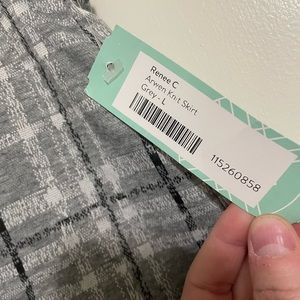 Renee C
Arwen Knit Skirt
Grey - L
115260858